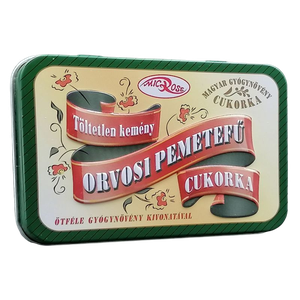 MICROSE
MAGYAR GYÓGYNÖVÉNY
CUKORKA
Töltetlen kemény
ORVOSI PEMETEFŰ
CUKORKA
ÖTFÉLE GYÓGYNÖVÉNY KIVONATÁVAL